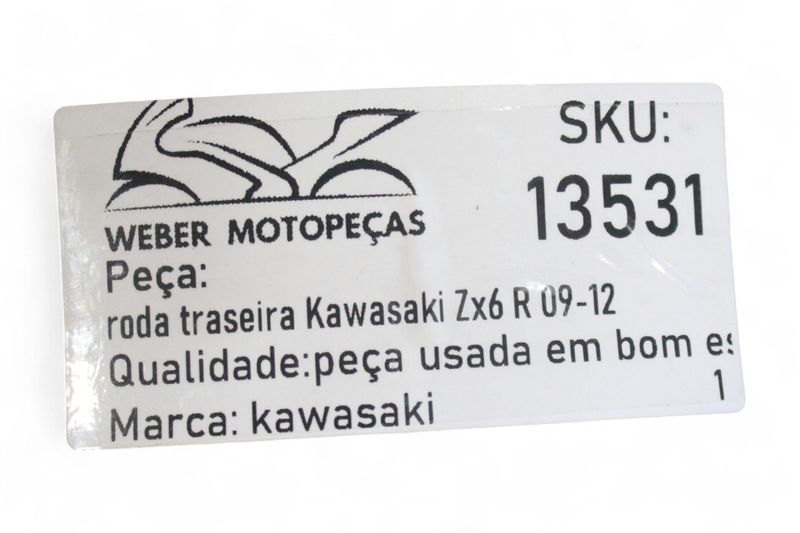 SKU:
13531
WEBER MOTOPEÇAS
Peça:
roda traseira Kawasaki Zx6 R 09-12
Qualidade:peça usada em bom es
1
Marca: kawasaki